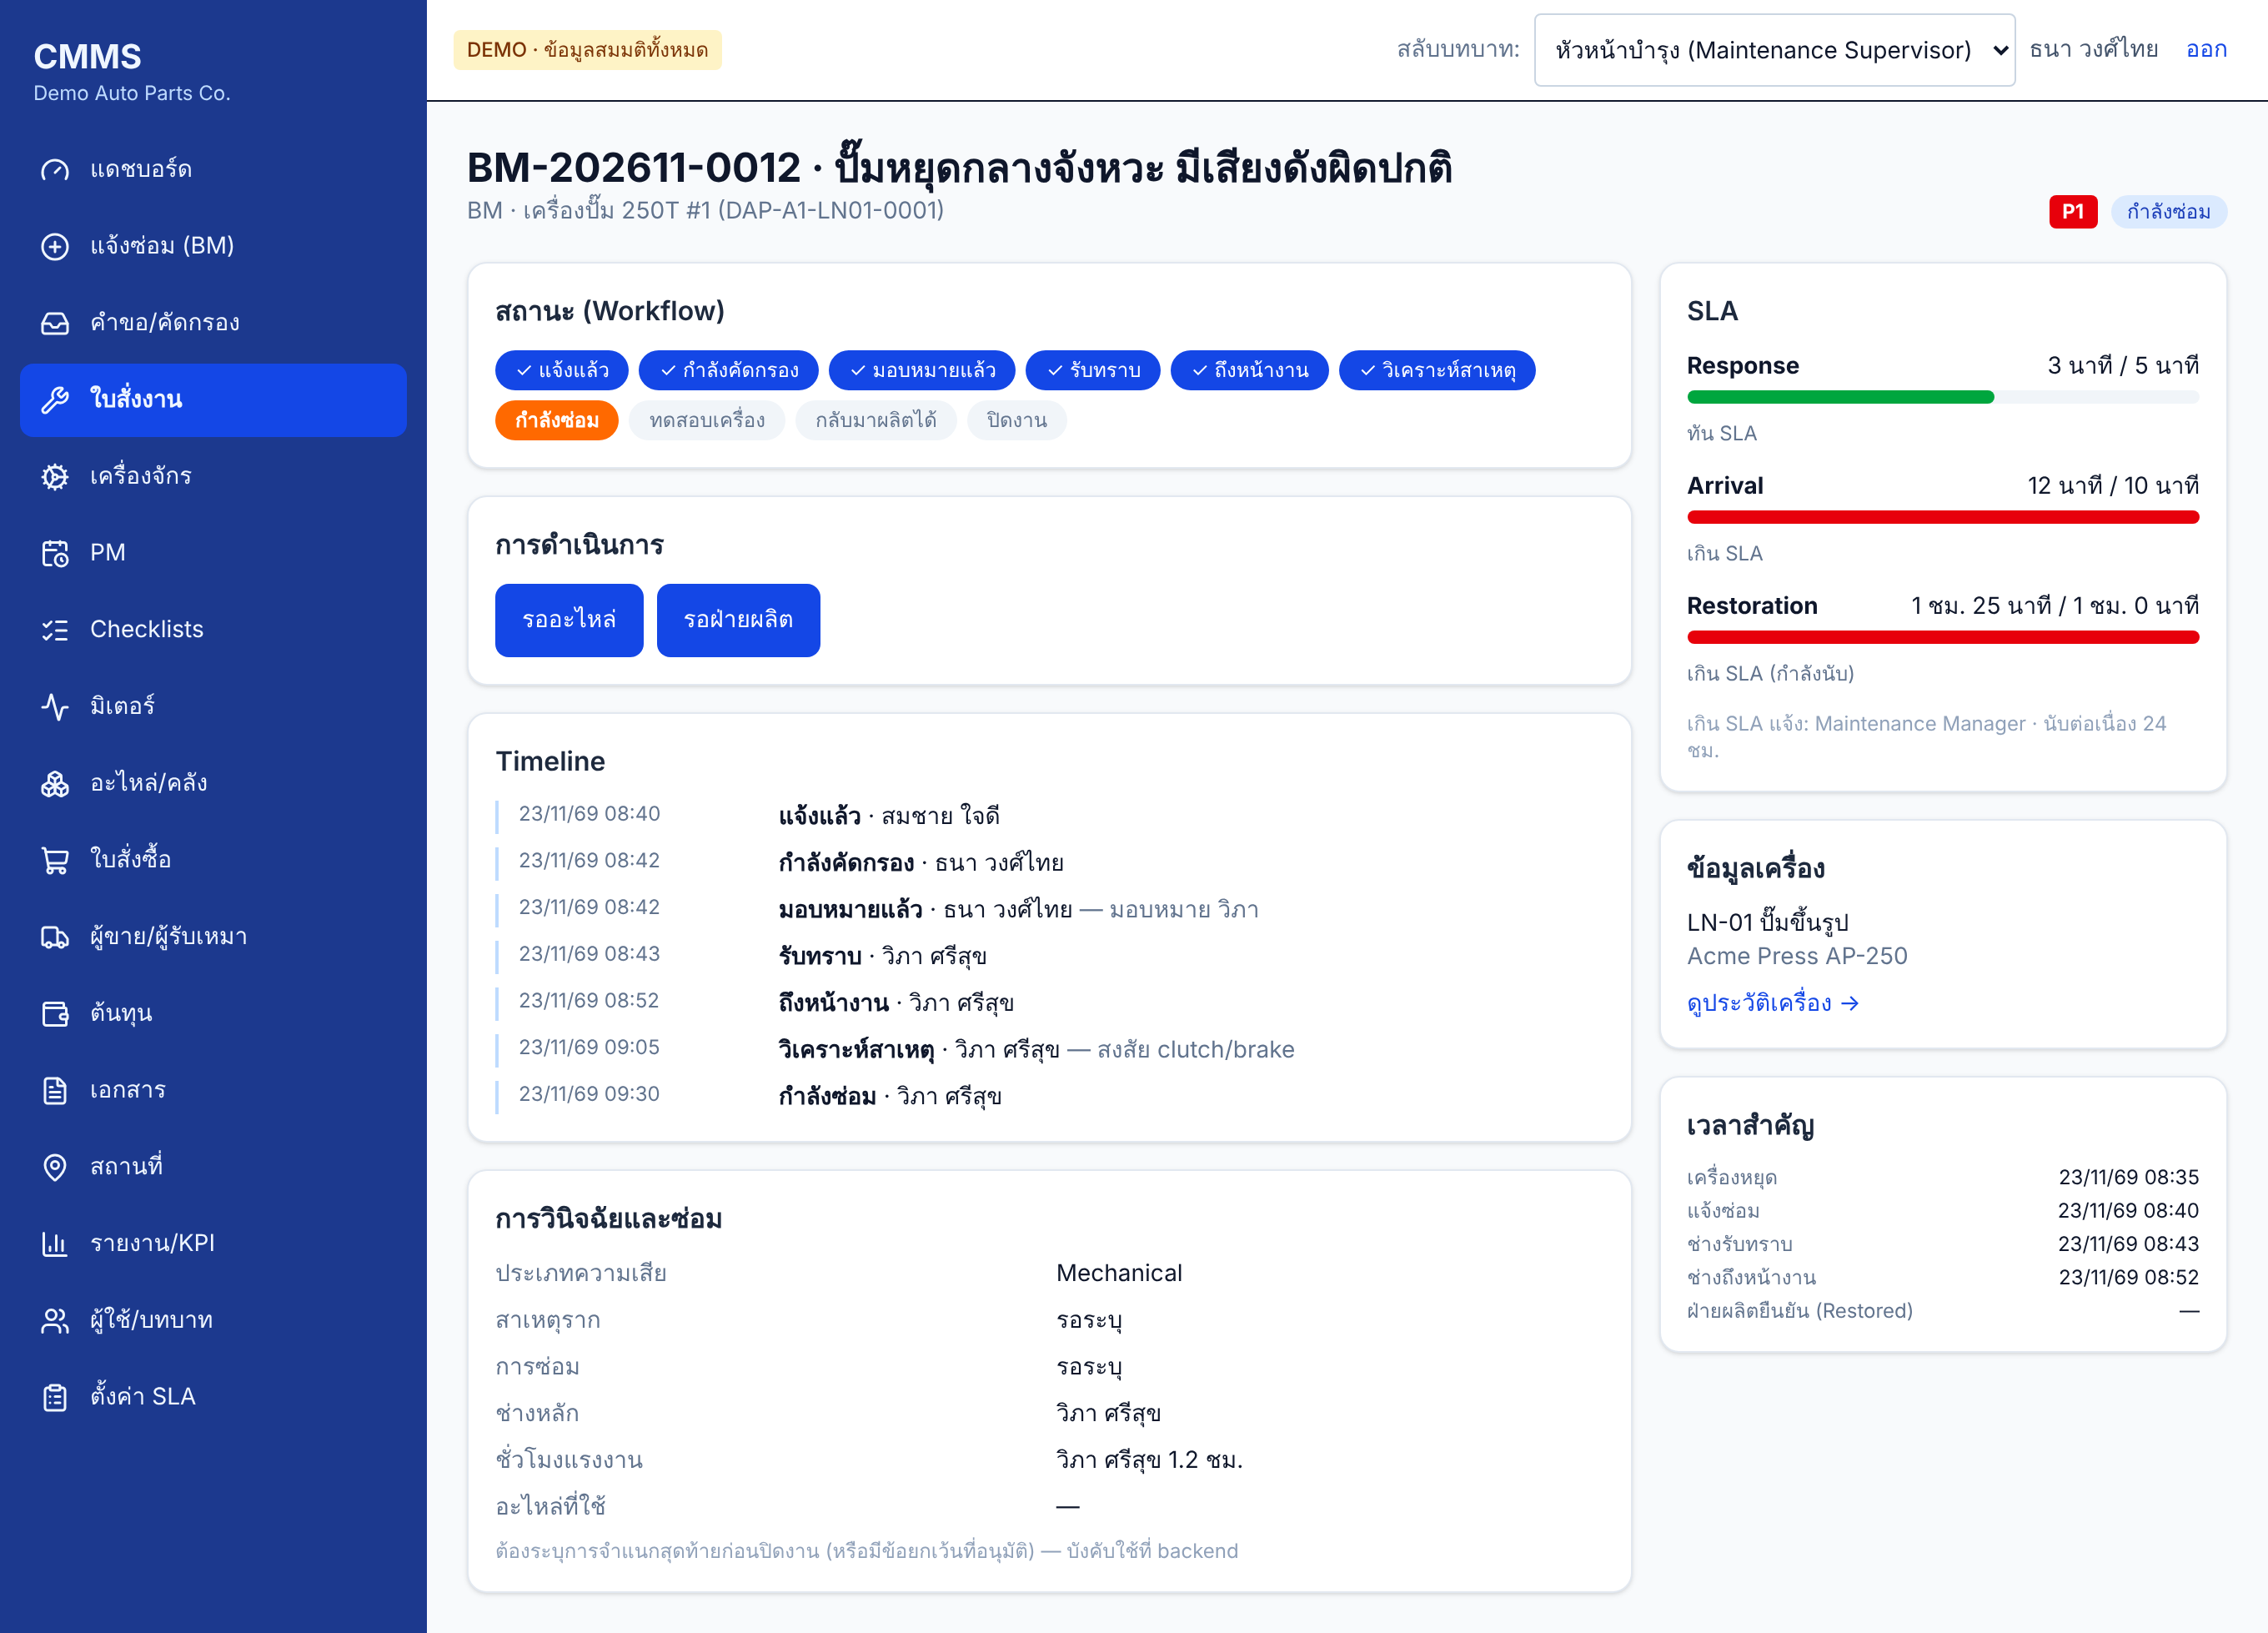 CMMS
Demo Auto Parts Co.
แดชบอร์ด
แจ้งซ่อม (BM)
คำขอ/คัดกรอง
ใบสั่งงาน
เครื่องจักร
PM
Checklists
มิเตอร์
อะไหล่/คลัง
ใบสั่งซื้อ
ผู้ขาย/ผู้รับเหมา
ต้นทุน
เอกสาร
สถานที่
รายงาน/KPI
ผู้ใช้/บทบาท
ตั้งค่า SLA
DEMO · ข้อมูลสมมติทั้งหมด
สลับบทบาท: หัวหน้าบำรุง (Maintenance Supervisor) ธนา วงศ์ไทย ออก
BM-202611-0012 · ปั๊มหยุดกลางจังหวะ มีเสียงดังผิดปกติ
BM · เครื่องปั๊ม 250T #1 (DAP-A1-LN01-0001)
P1 กำลังซ่อม
สถานะ (Workflow)
✓ แจ้งแล้ว ✓ กำลังคัดกรอง ✓ มอบหมายแล้ว ✓ รับทราบ ✓ ถึงหน้างาน ✓ วิเคราะห์สาเหตุ
กำลังซ่อม ทดสอบเครื่อง กลับมาผลิตได้ ปิดงาน
การดำเนินการ
รออะไหล่ รอฝ่ายผลิต
Timeline
23/11/69 08:40 แจ้งแล้ว · สมชาย ใจดี
23/11/69 08:42 กำลังคัดกรอง · ธนา วงศ์ไทย
23/11/69 08:42 มอบหมายแล้ว · ธนา วงศ์ไทย — มอบหมาย วิภา
23/11/69 08:43 รับทราบ · วิภา ศรีสุข
23/11/69 08:52 ถึงหน้างาน · วิภา ศรีสุข
23/11/69 09:05 วิเคราะห์สาเหตุ · วิภา ศรีสุข — สงสัย clutch/brake
23/11/69 09:30 กำลังซ่อม · วิภา ศรีสุข
การวินิจฉัยและซ่อม
ประเภทความเสีย Mechanical
สาเหตุราก รอระบุ
การซ่อม รอระบุ
ช่างหลัก วิภา ศรีสุข
ชั่วโมงแรงงาน วิภา ศรีสุข 1.2 ชม.
อะไหล่ที่ใช้ —
ต้องระบุการจำแนกสุดท้ายก่อนปิดงาน (หรือมีข้อยกเว้นที่อนุมัติ) — บังคับใช้ที่ backend
SLA
Response 3 นาที / 5 นาที
ทัน SLA
Arrival 12 นาที / 10 นาที
เกิน SLA
Restoration 1 ชม. 25 นาที / 1 ชม. 0 นาที
เกิน SLA (กำลังนับ)
เกิน SLA แจ้ง: Maintenance Manager · นับต่อเนื่อง 24
ชม.
ข้อมูลเครื่อง
LN-01 ปั๊มขึ้นรูป
Acme Press AP-250
ดูประวัติเครื่อง →
เวลาสำคัญ
เครื่องหยุด 23/11/69 08:35
แจ้งซ่อม 23/11/69 08:40
ช่างรับทราบ 23/11/69 08:43
ช่างถึงหน้างาน 23/11/69 08:52
ฝ่ายผลิตยืนยัน (Restored) —